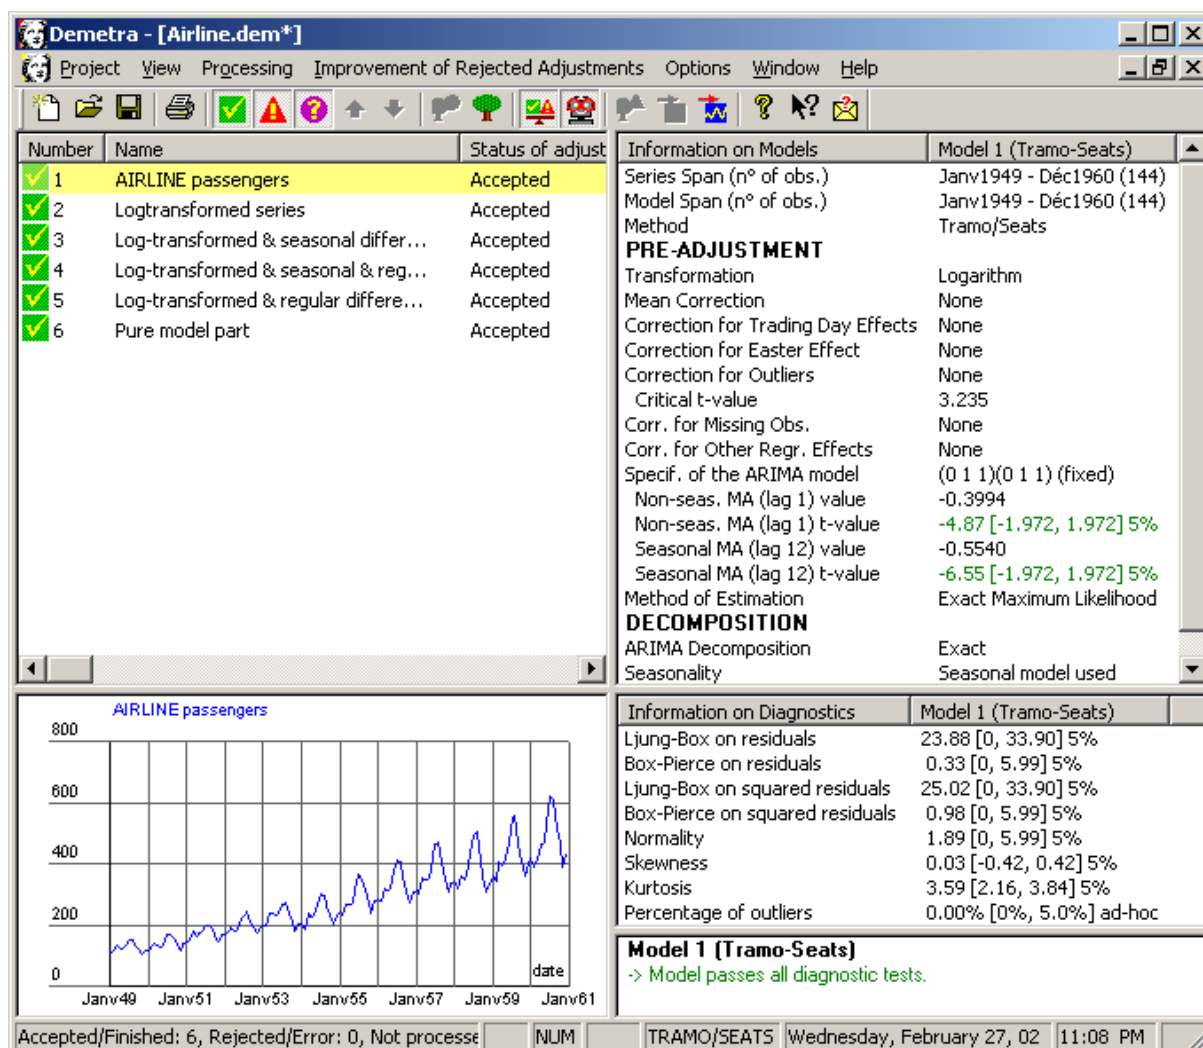 Demetra - [Airline.dem*]
Project View Processing Improvement of Rejected Adjustments Options Window Help
Number Name Status of adjust
1 AIRLINE passengers Accepted
2 Logtransformed series Accepted
3 Log-transformed & seasonal differ... Accepted
4 Log-transformed & seasonal & reg... Accepted
5 Log-transformed & regular differe... Accepted
6 Pure model part Accepted
Information on Models Model 1 (Tramo-Seats)
Series Span (n° of obs.) Janv1949 - Déc1960 (144)
Model Span (n° of obs.) Janv1949 - Déc1960 (144)
Method Tramo/Seats
PRE-ADJUSTMENT
Transformation Logarithm
Mean Correction None
Correction for Trading Day Effects None
Correction for Easter Effect None
Correction for Outliers None
Critical t-value 3.235
Corr. for Missing Obs. None
Corr. for Other Regr. Effects None
Specif. of the ARIMA model (0 1 1)(0 1 1) (fixed)
Non-seas. MA (lag 1) value -0.3994
Non-seas. MA (lag 1) t-value -4.87 [-1.972, 1.972] 5%
Seasonal MA (lag 12) value -0.5540
Seasonal MA (lag 12) t-value -6.55 [-1.972, 1.972] 5%
Method of Estimation Exact Maximum Likelihood
DECOMPOSITION
ARIMA Decomposition Exact
Seasonality Seasonal model used
AIRLINE passengers
800
600
400
200
0
date
Janv49 Janv51 Janv53 Janv55 Janv57 Janv59 Janv61
Information on Diagnostics Model 1 (Tramo-Seats)
Ljung-Box on residuals 23.88 [0, 33.90] 5%
Box-Pierce on residuals 0.33 [0, 5.99] 5%
Ljung-Box on squared residuals 25.02 [0, 33.90] 5%
Box-Pierce on squared residuals 0.98 [0, 5.99] 5%
Normality 1.89 [0, 5.99] 5%
Skewness 0.03 [-0.42, 0.42] 5%
Kurtosis 3.59 [2.16, 3.84] 5%
Percentage of outliers 0.00% [0%, 5.0%] ad-hoc
Model 1 (Tramo-Seats)
-> Model passes all diagnostic tests.
Accepted/Finished: 6, Rejected/Error: 0, Not processe NUM TRAMO/SEATS Wednesday, February 27, 02 11:08 PM